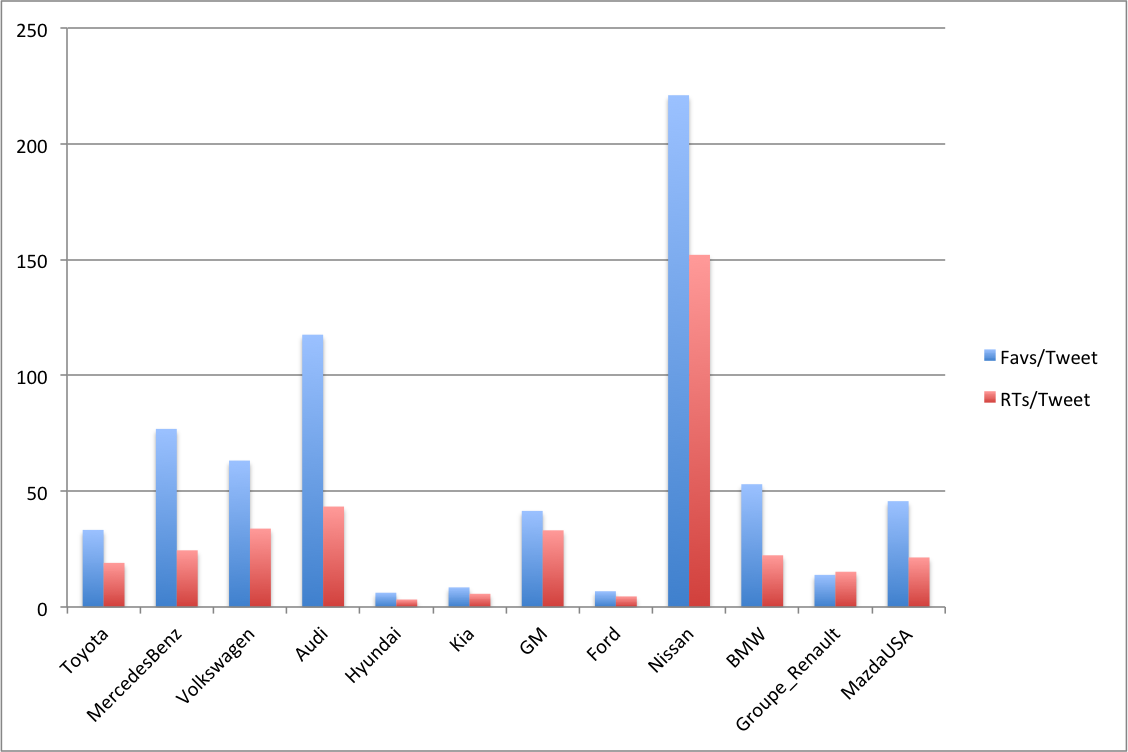 250
200
150
100
50
0
Favs/Tweet
RTs/Tweet
Toyota
MercedesBenz
Volkswagen
Audi
Hyundai
Kia
GM
Ford
Nissan
BMW
Groupe_Renault
MazdaUSA